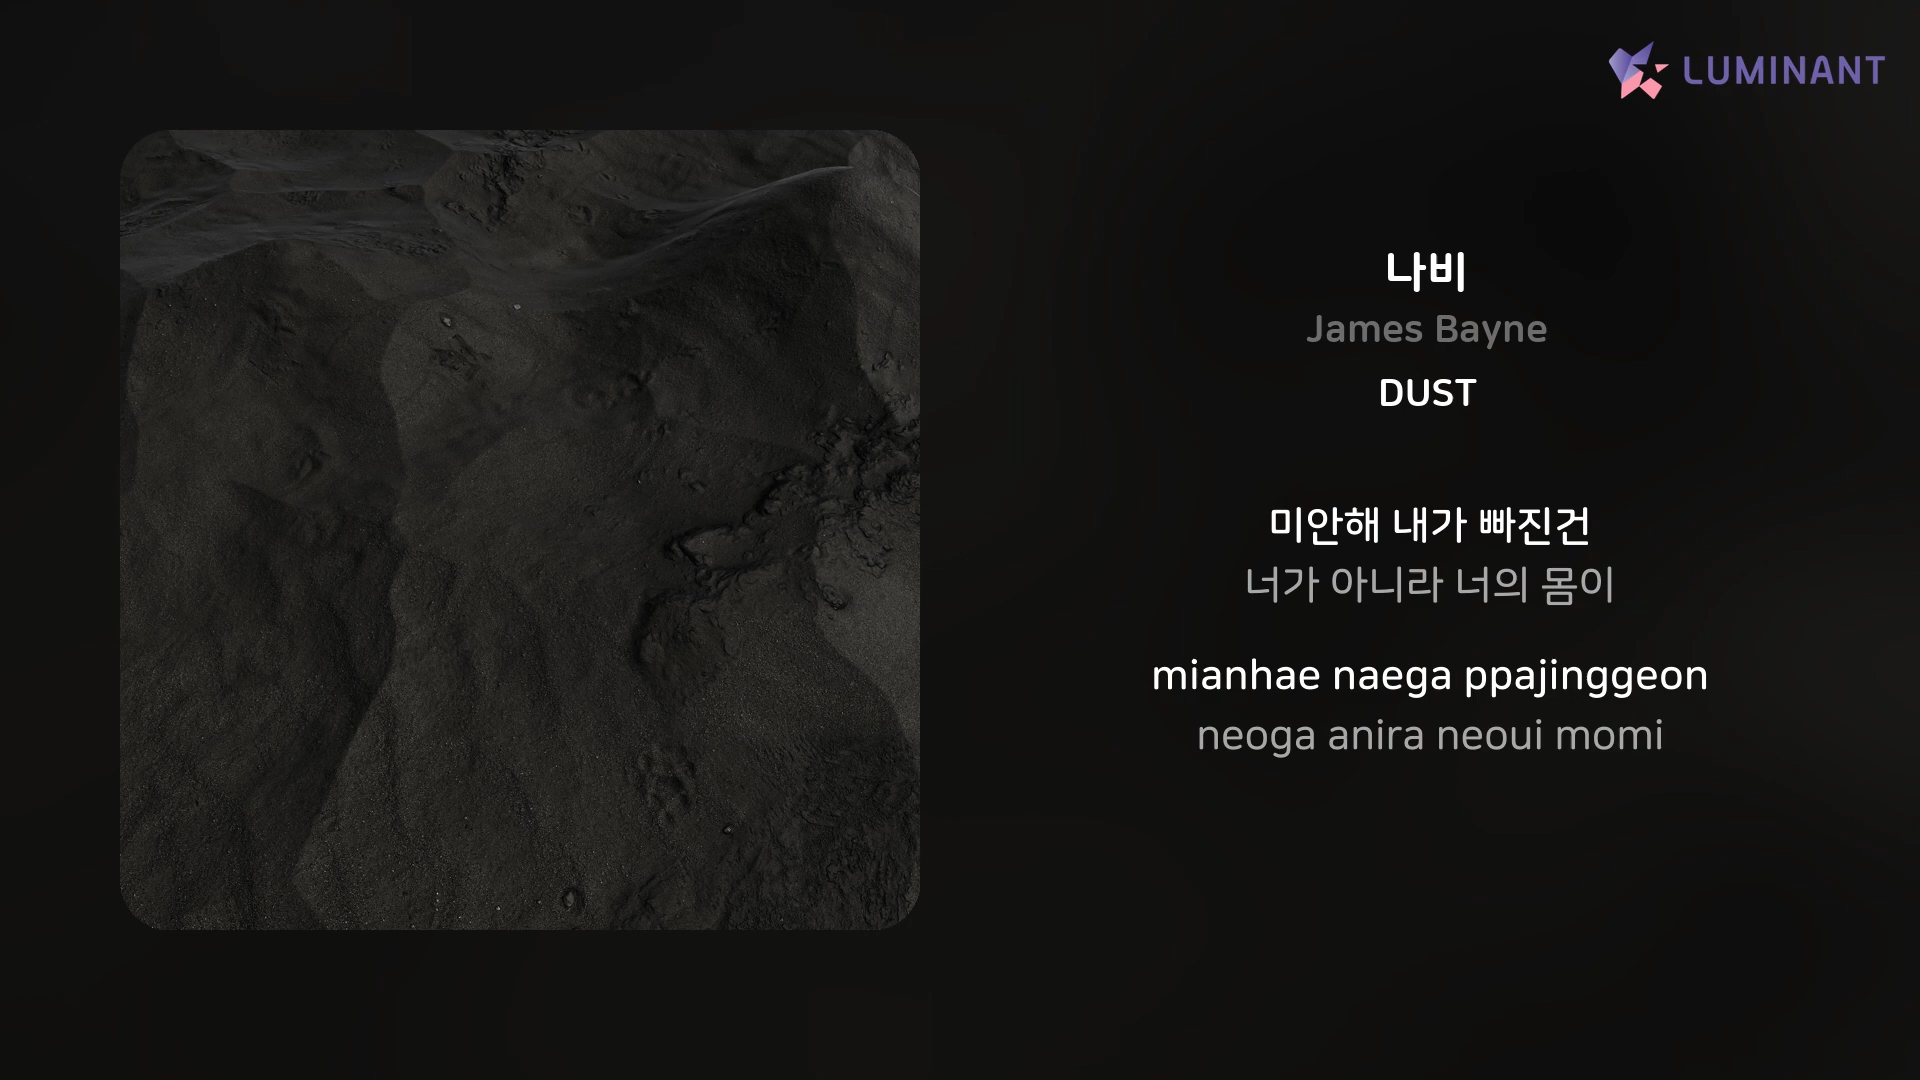 LUMINANT
나비
James Bayne
DUST
미안해 내가 빠진건
너가 아니라 너의 몸이
mianhae naega ppajinggeon
neoga anira neoui momi